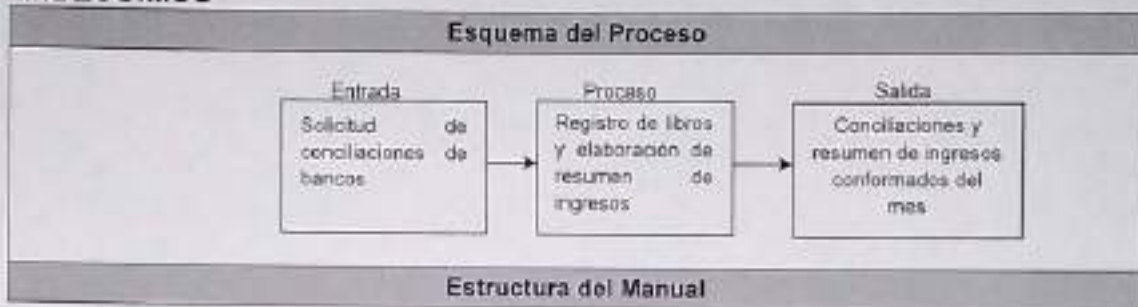 Esquema del Proceso
Entrada
Solicitud de
conciliaciones de
bancos
Proceso
Registro de libros
y elaboración de
resumen de
ingresos
Salida
Conciliaciones y
resumen de ingresos
conformados del
mes
Estructura del Manual